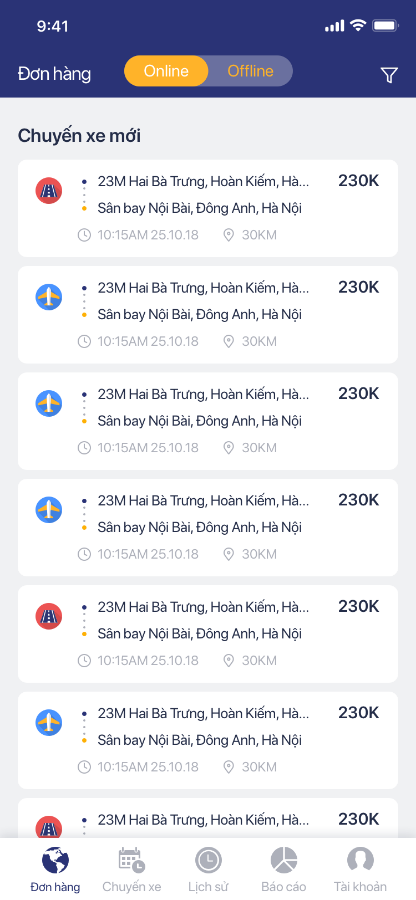 9:41
Đơn hàng
Online
Offline
Chuyến xe mới
23M Hai Bà Trưng, Hoàn Kiếm, Hà... 230K
Sân bay Nội Bài, Đông Anh, Hà Nội
10:15AM 25.10.18 30KM
23M Hai Bà Trưng, Hoàn Kiếm, Hà... 230K
Sân bay Nội Bài, Đông Anh, Hà Nội
10:15AM 25.10.18 30KM
23M Hai Bà Trưng, Hoàn Kiếm, Hà... 230K
Sân bay Nội Bài, Đông Anh, Hà Nội
10:15AM 25.10.18 30KM
23M Hai Bà Trưng, Hoàn Kiếm, Hà... 230K
Sân bay Nội Bài, Đông Anh, Hà Nội
10:15AM 25.10.18 30KM
23M Hai Bà Trưng, Hoàn Kiếm, Hà... 230K
Sân bay Nội Bài, Đông Anh, Hà Nội
10:15AM 25.10.18 30KM
23M Hai Bà Trưng, Hoàn Kiếm, Hà... 230K
Sân bay Nội Bài, Đông Anh, Hà Nội
10:15AM 25.10.18 30KM
23M Hai Bà Trưng, Hoàn Kiếm, Hà... 230K
Đơn hàng
Chuyến xe
Lịch sử
Báo cáo
Tài khoản